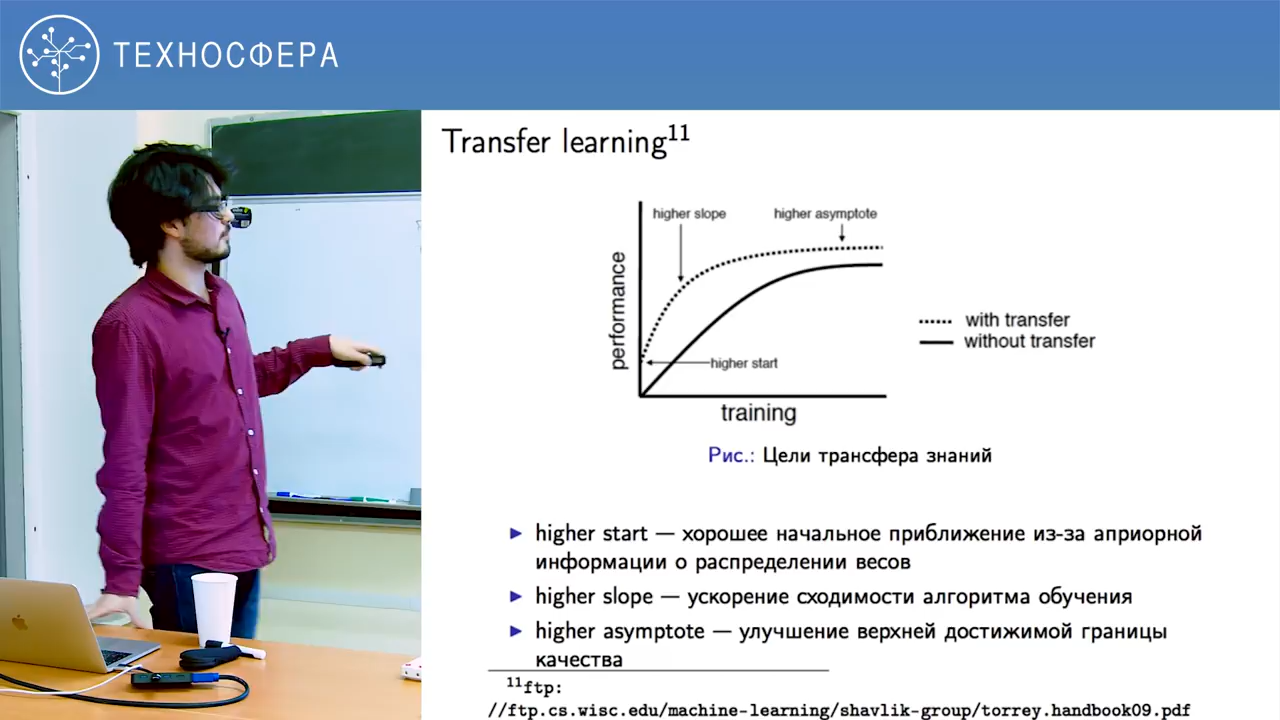 ТЕХНОСФЕРА
Transfer learning11
higher slope
higher asymptote
performance
with transfer
without transfer
higher start
training
Рис.: Цели трансфера знаний
▶ higher start — хорошее начальное приближение из-за априорной
информации о распределении весов
▶ higher slope — ускорение сходимости алгоритма обучения
▶ higher asymptote — улучшение верхней достижимой границы
качества
11ftp:
//ftp.cs.wisc.edu/machine-learning/shavlik-group/torrey.handbook09.pdf